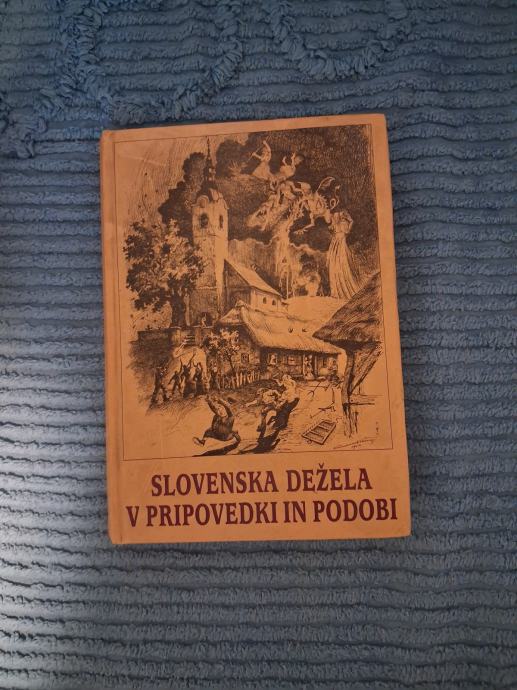 SLOVENSKA DEŽELA
V PRIPOVEDKI IN PODOBI